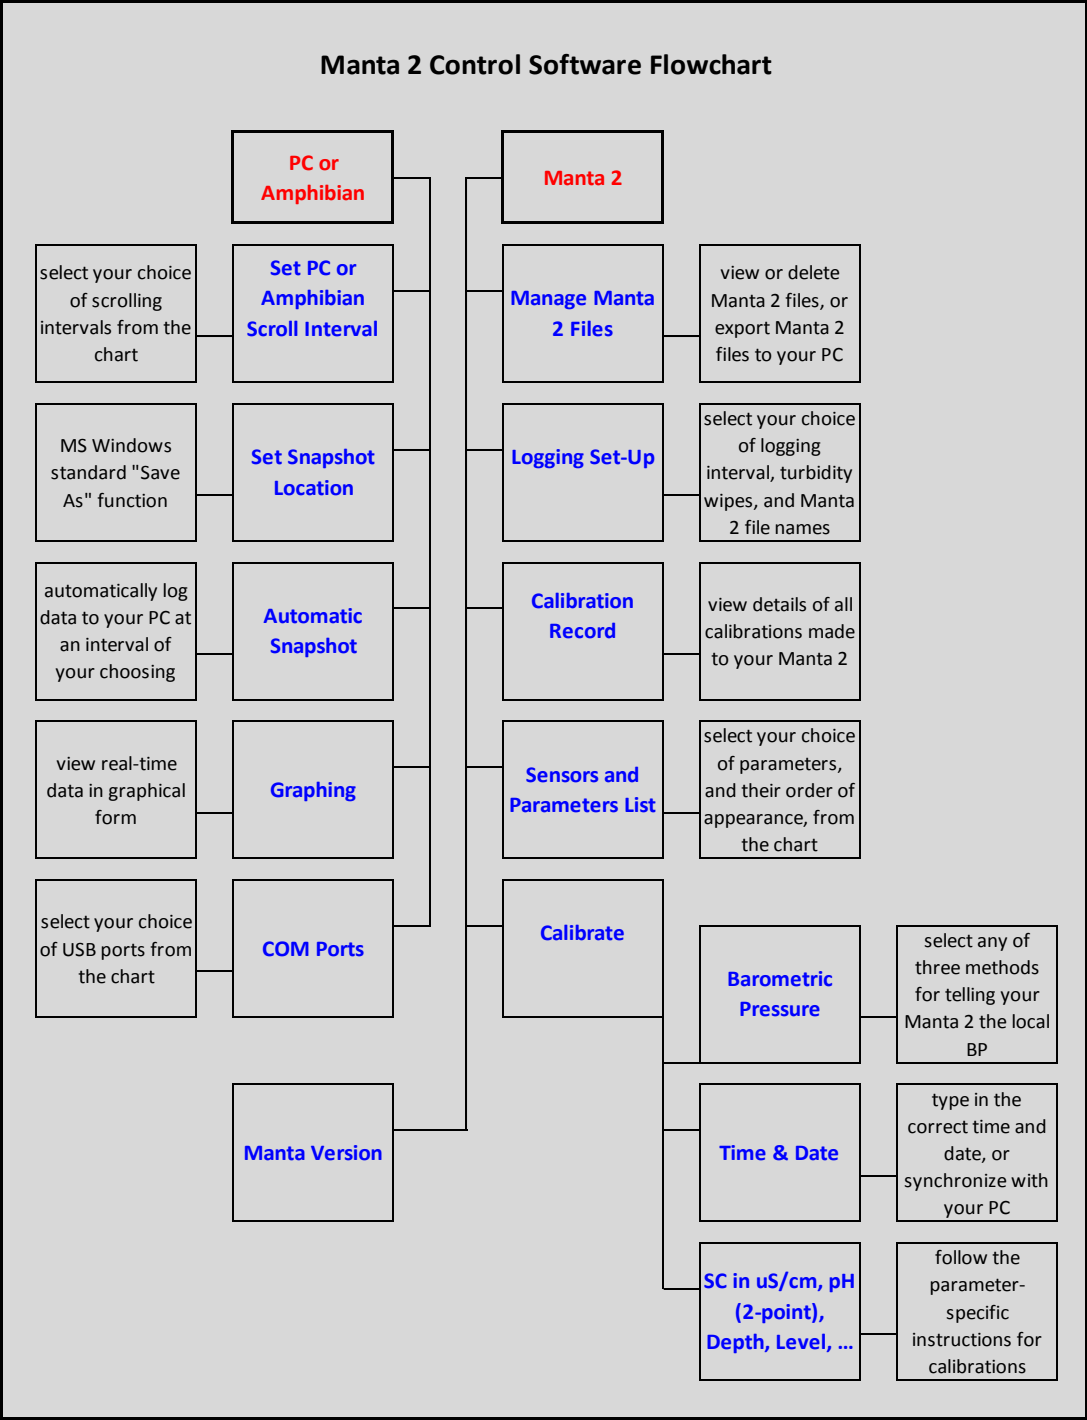 Manta 2 Control Software Flowchart
PC or
Amphibian
Manta 2
select your choice
of scrolling
intervals from the
chart
Set PC or
Amphibian
Scroll Interval
Manage Manta
2 Files
view or delete
Manta 2 files, or
export Manta 2
files to your PC
MS Windows
standard "Save
As" function
Set Snapshot
Location
Logging Set-Up
select your choice
of logging
interval, turbidity
wipes, and Manta
2 file names
automatically log
data to your PC at
an interval of
your choosing
Automatic
Snapshot
Calibration
Record
view details of all
calibrations made
to your Manta 2
view real-time
data in graphical
form
Graphing
Sensors and
Parameters List
select your choice
of parameters,
and their order of
appearance, from
the chart
select your choice
of USB ports from
the chart
COM Ports
Calibrate
Barometric
Pressure
select any of
three methods
for telling your
Manta 2 the local
BP
Manta Version
Time & Date
type in the
correct time and
date, or
synchronize with
your PC
SC in uS/cm, pH
(2-point),
Depth, Level, ...
follow the
parameter-
specific
instructions for
calibrations